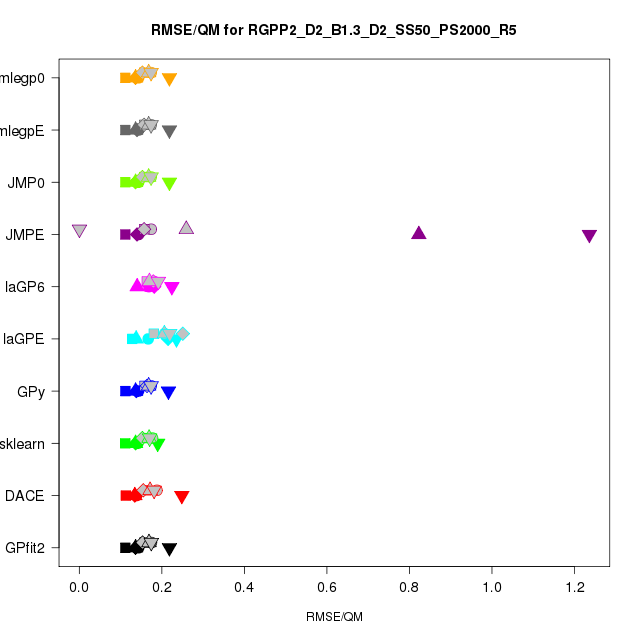 RMSE/QM for RGPP2_D2_B1.3_D2_SS50_PS2000_R5
mlegp0
mlegpE
JMP0
JMPE
laGP6
laGPE
GPy
sklearn
DACE
GPfit2
0.0 0.2 0.4 0.6 0.8 1.0 1.2
RMSE/QM